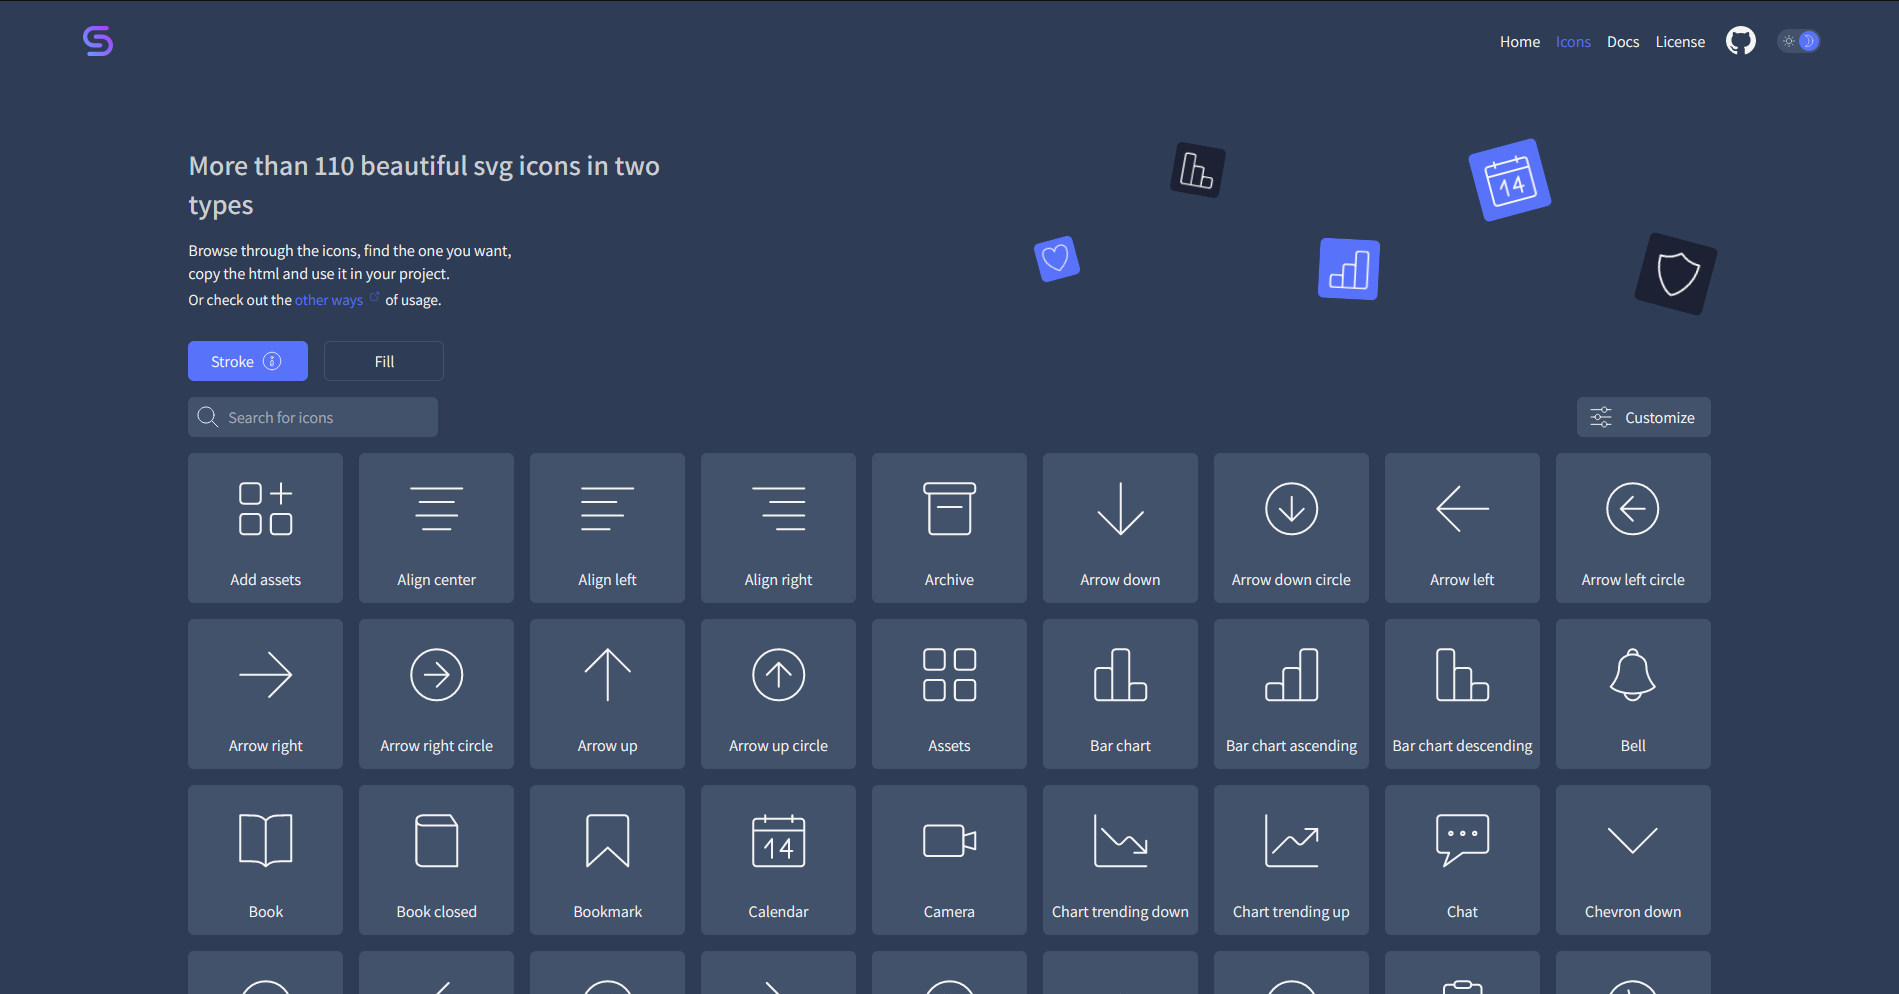 Home Icons Docs License
More than 110 beautiful svg icons in two
types
14
Browse through the icons, find the one you want,
copy the html and use it in your project.
Or check out the other ways of usage.
Stroke Fill
Search for icons Customize
Add assets Align center Align left Align right Archive Arrow down Arrow down circle Arrow left Arrow left circle
Arrow right Arrow right circle Arrow up Arrow up circle Assets Bar chart Bar chart ascending Bar chart descending Bell
14
Book Book closed Bookmark Calendar Camera Chart trending down Chart trending up Chat Chevron down